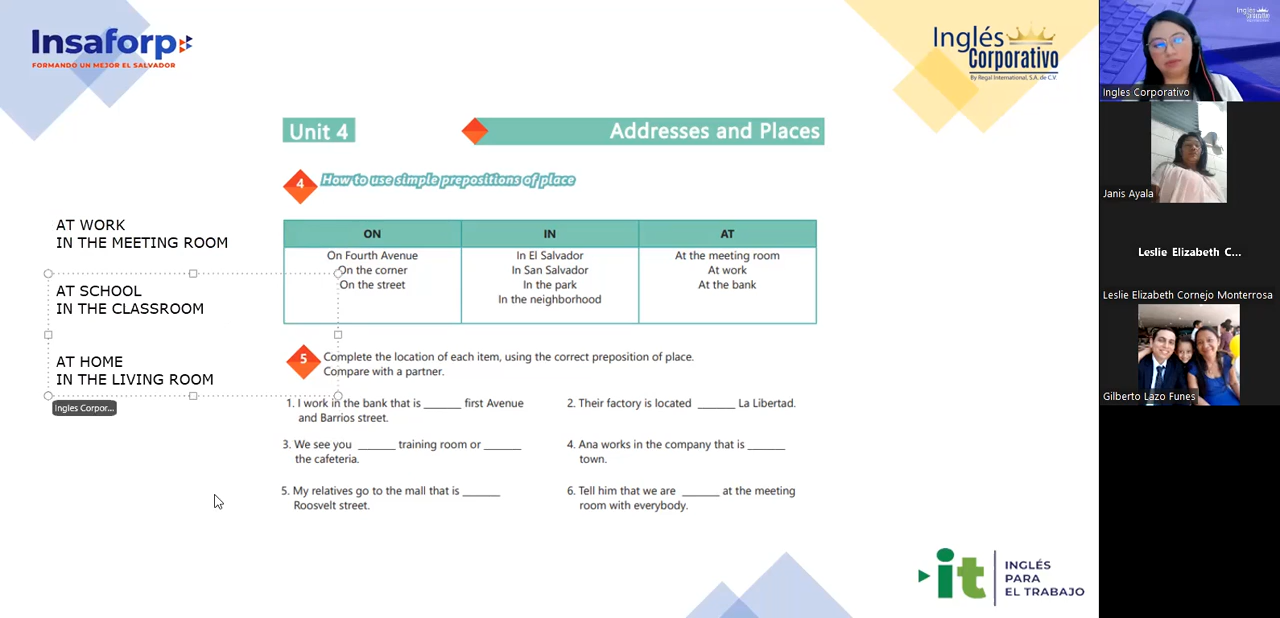 Insaforp
FORMANDO UN MEJOR EL SALVADOR
Inglés
Corporativo
By Regal International, S.A. de C.V.
Unit 4
Addresses and Places
4
How to use simple prepositions of place
AT WORK
IN THE MEETING ROOM
AT SCHOOL
IN THE CLASSROOM
AT HOME
IN THE LIVING ROOM
Ingles Corpor...
ON
IN
AT
On Fourth Avenue
On the corner
On the street
In El Salvador
In San Salvador
In the park
In the neighborhood
At the meeting room
At work
At the bank
5
Complete the location of each item, using the correct preposition of place.
Compare with a partner.
1. I work in the bank that is ______ first Avenue
and Barrios street.
2. Their factory is located ______ La Libertad.
3. We see you ______ training room or ______
the cafeteria.
4. Ana works in the company that is ______
town.
5. My relatives go to the mall that is ______
Roosvelt street.
6. Tell him that we are ______ at the meeting
room with everybody.
it
INGLÉS
PARA
EL TRABAJO
Ingles Corporativo
Janis Ayala
Leslie Elizabeth C...
Leslie Elizabeth Cornejo Monterrosa
Gilberto Lazo Funes